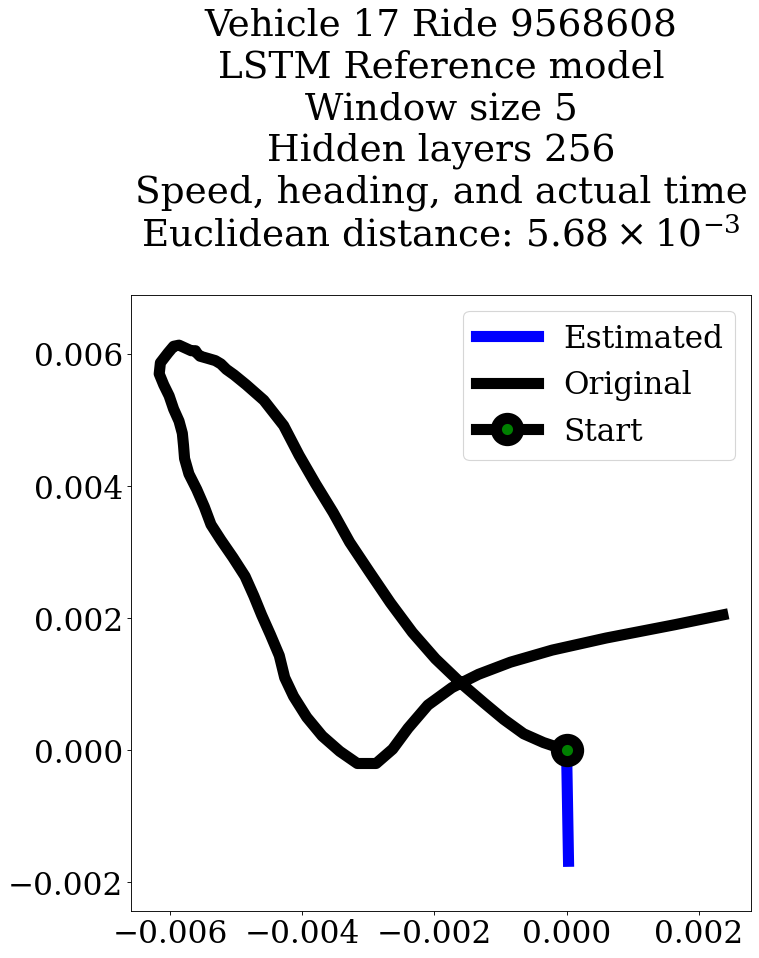 Vehicle 17 Ride 9568608
LSTM Reference model
Window size 5
Hidden layers 256
Speed, heading, and actual time
Euclidean distance: 5.68 × 10⁻³
Estimated
Original
Start
0.006
0.004
0.002
0.000
−0.002
−0.006 −0.004 −0.002 0.000 0.002